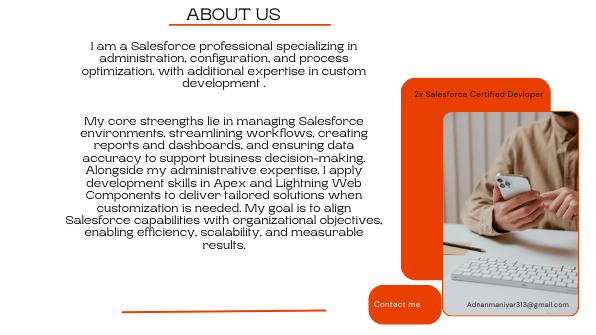 ABOUT US
I am a Salesforce professional specializing in
administration, configuration, and process
optimization, with additional expertise in custom
development .
My core streengths lie in managing Salesforce
environments, streamlining workflows, creating
reports and dashboards, and ensuring data
accuracy to support business decision-making.
Alongside my administrative expertise, I apply
development skills in Apex and Lightning Web
Components to deliver tailored solutions when
customization is needed. My goal is to align
Salesforce capabilities with organizational objectives,
enabling efficiency, scalability, and measurable
results.
2x Salesforce Certified Devloper
Contact me
Adnanmaniyar313@gmail.com